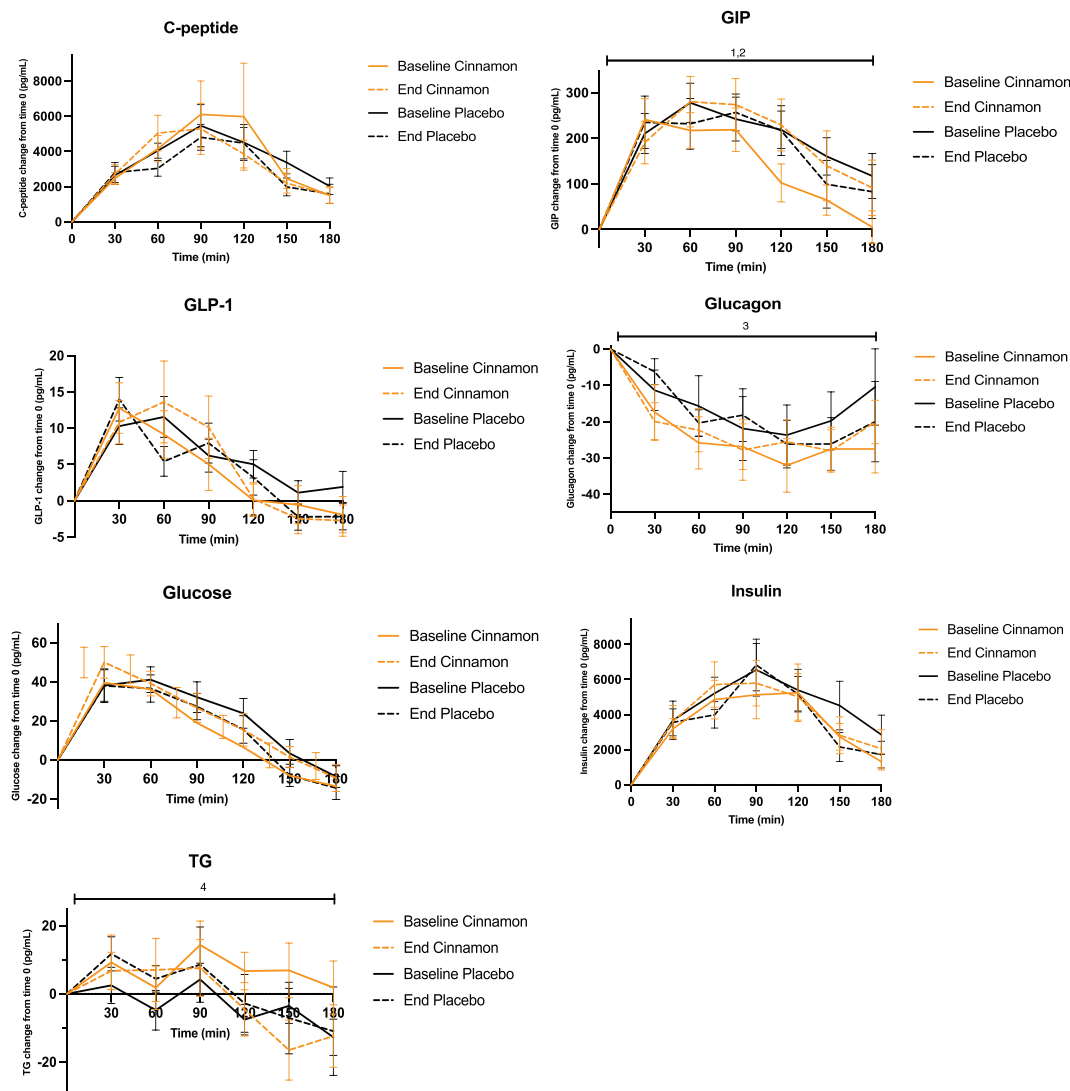 C-peptide
C-peptide change from time 0 (pg/mL)
8000
6000
4000
2000
0
0 30 60 90 120 150 180
Time (min)
Baseline Cinnamon
End Cinnamon
Baseline Placebo
End Placebo
GIP
1,2
GIP change from time 0 (pg/mL)
300
200
100
0
30 60 90 120 150 180
Time (min)
Baseline Cinnamon
End Cinnamon
Baseline Placebo
End Placebo
GLP-1
GLP-1 change from time 0 (pg/mL)
20
15
10
5
0
-5
30 60 90 120 150 180
Time (min)
Baseline Cinnamon
End Cinnamon
Baseline Placebo
End Placebo
Glucagon
3
Glucagon change from time 0 (pg/mL)
0
-10
-20
-30
-40
0 30 60 90 120 150 180
Time (min)
Baseline Cinnamon
End Cinnamon
Baseline Placebo
End Placebo
Glucose
Glucose change from time 0 (pg/mL)
60
40
20
0
-20
30 60 90 120 150 180
Time (min)
Baseline Cinnamon
End Cinnamon
Baseline Placebo
End Placebo
Insulin
Insulin change from time 0 (pg/mL)
8000
6000
4000
2000
0
0 30 60 90 120 150 180
Time (min)
Baseline Cinnamon
End Cinnamon
Baseline Placebo
End Placebo
TG
4
TG change from time 0 (pg/mL)
20
0
-20
30 60 90 120 150 180
Time (min)
Baseline Cinnamon
End Cinnamon
Baseline Placebo
End Placebo